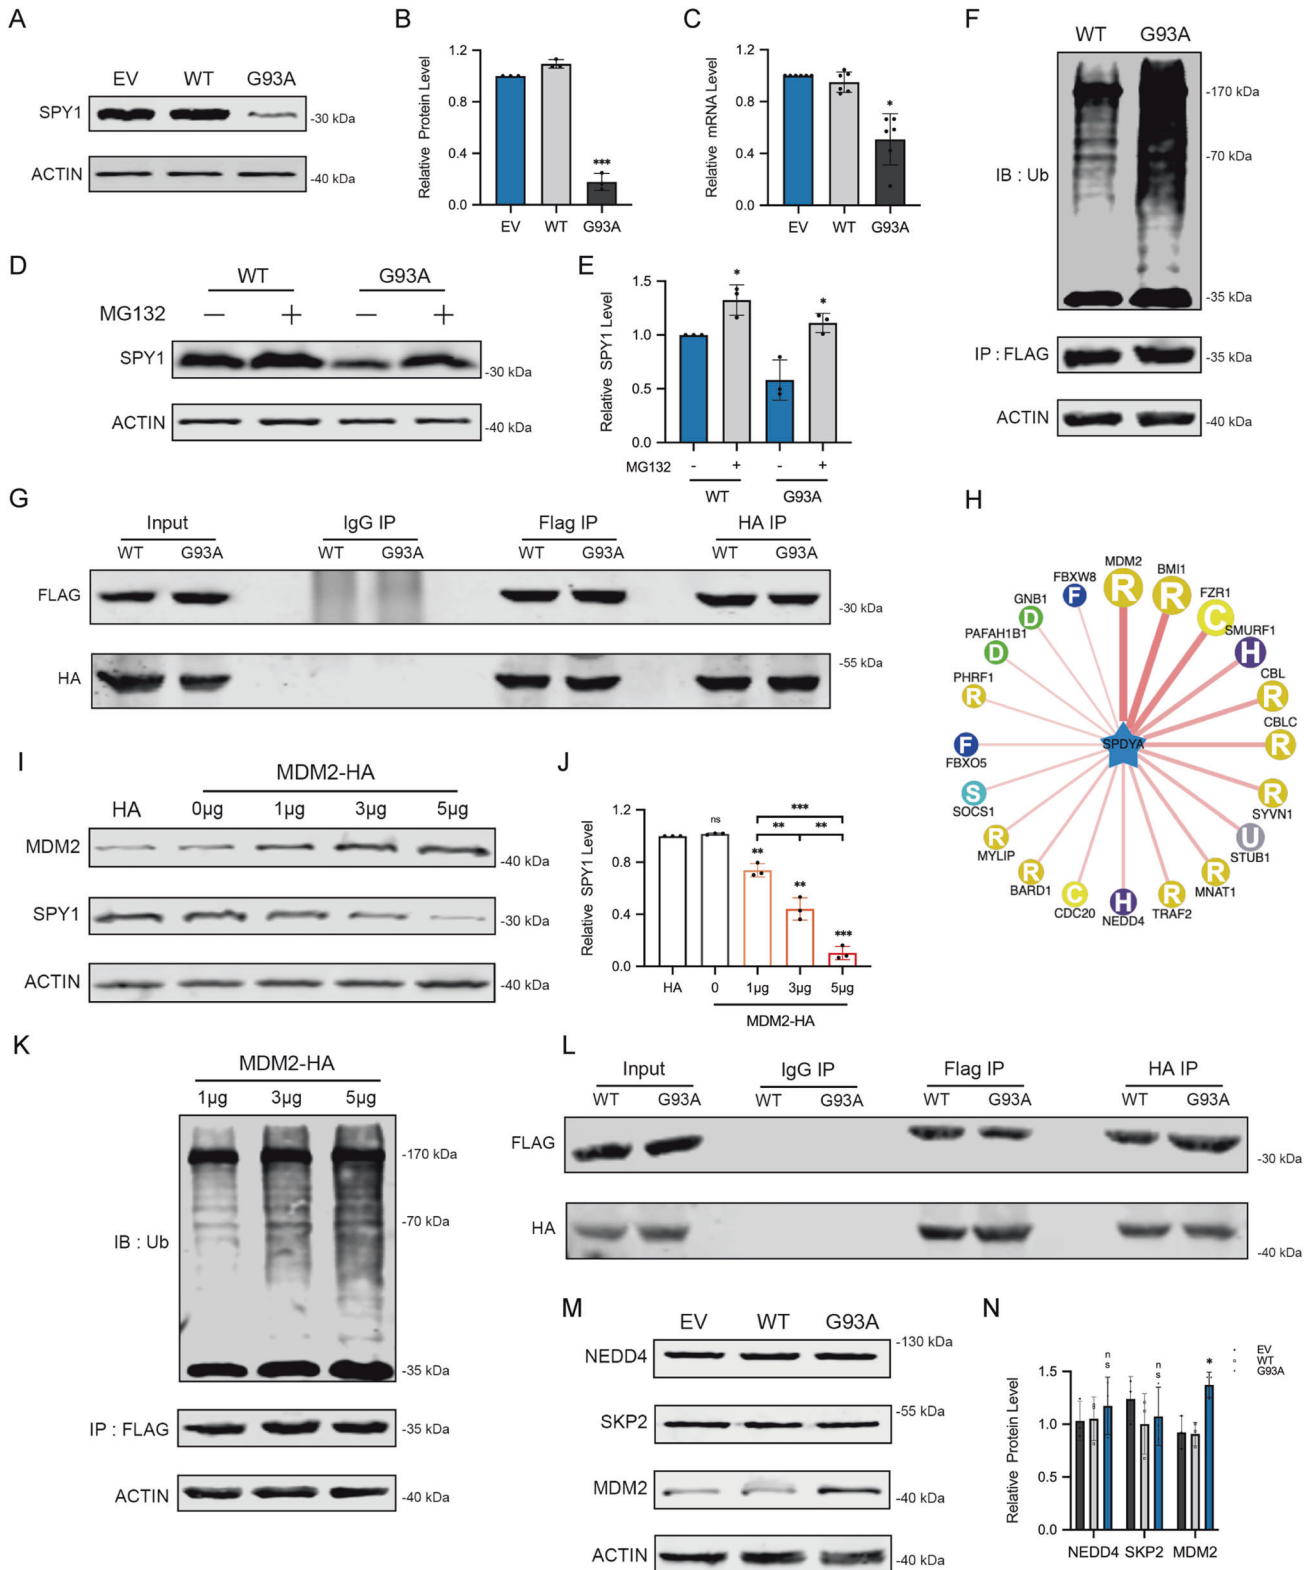 A
EV WT G93A
SPY1
-30 kDa
ACTIN
-40 kDa
B
Relative Protein Level
1.2
0.8
0.4
0.0
***
EV WT G93A
C
Relative mRNA Level
1.2
0.8
0.4
0.0
*
EV WT G93A
F
WT G93A
-170 kDa
-70 kDa
IB : Ub
-35 kDa
IP : FLAG
-35 kDa
ACTIN
-40 kDa
D
WT G93A
MG132 — + — +
SPY1
-30 kDa
ACTIN
-40 kDa
E
Relative SPY1 Level
1.5
1.0
0.5
0.0
* *
MG132 - + - +
WT G93A
G
Input IgG IP Flag IP HA IP
WT G93A WT G93A WT G93A WT G93A
FLAG
-30 kDa
-55 kDa
HA
H
MDM2
R
BMI1
R
FZR1
C
SMURF1
H
CBL
R
CBLC
R
SYVN1
R
STUB1
U
MNAT1
R
TRAF2
R
NEDD4
H
CDC20
C
BARD1
R
MYLIP
R
SOCS1
S
FBXO5
F
PHRF1
R
PAFAH1B1
D
GNB1
D
FBXW8
F
SPDYA
I
MDM2-HA
HA 0μg 1μg 3μg 5μg
MDM2
-40 kDa
SPY1
-30 kDa
ACTIN
-40 kDa
J
Relative SPY1 Level
1.2
0.8
0.4
0.0
***
** **
ns
**
**
***
HA 0 1μg 3μg 5μg
MDM2-HA
K
MDM2-HA
1μg 3μg 5μg
-170 kDa
-70 kDa
IB : Ub
-35 kDa
IP : FLAG
-35 kDa
ACTIN
-40 kDa
L
Input IgG IP Flag IP HA IP
WT G93A WT G93A WT G93A WT G93A
FLAG
-30 kDa
HA
-40 kDa
M
EV WT G93A
-130 kDa
NEDD4
-55 kDa
SKP2
MDM2
-40 kDa
ACTIN
-40 kDa
N
EV
WT
G93A
Relative Protein Level
1.5
1.0
0.5
0.0
n
s
n
s
*
NEDD4 SKP2 MDM2